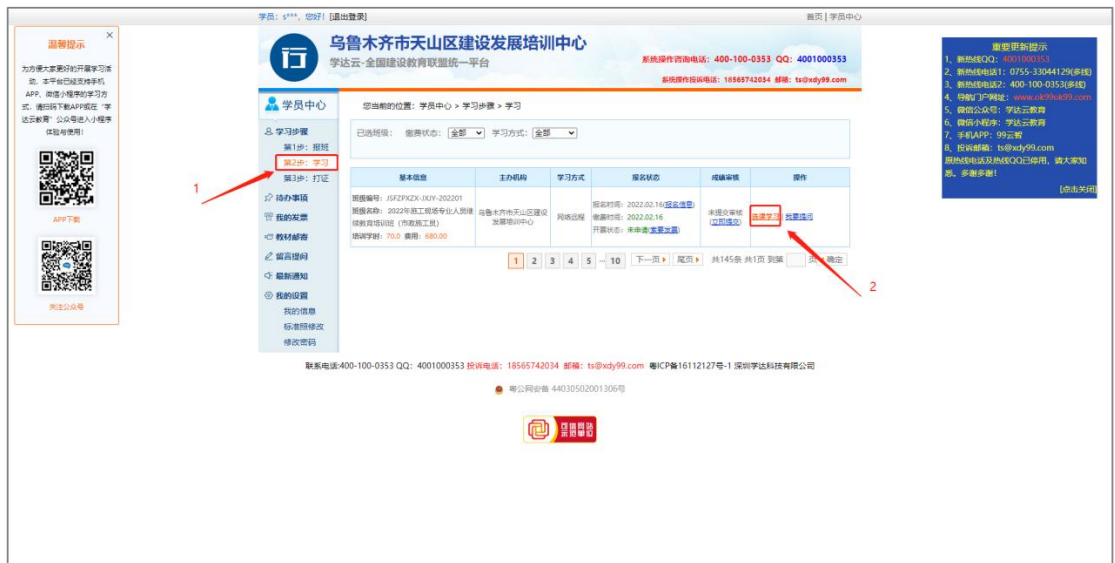 学员：s***，您好！[退出登录]
首页 | 学员中心
温馨提示
为方便大家更好的开展学习活
动，本平台已经支持手机
APP、微信小程序的学习方
式，请扫码下载APP或在“学
达云教育”公众号进入小程序
体验与使用！
APP下载
关注公众号
行
乌鲁木齐市天山区建设发展培训中心
学达云-全国建设教育联盟统一平台
系统操作咨询电话：400-100-0353 QQ：4001000353
系统操作投诉电话：18565742034 邮箱：ts@xdy99.com
重要更新提示
1、新热线QQ：4001000353
2、新热线电话1：0755-33044129(多线)
3、新热线电话2：400-100-0353(多线)
4、导航门户网址：www.ok99ok99.com
5、微信公众号：学达云教育
6、微信小程序：学达云教育
7、手机APP：99云智
8、投诉邮箱：ts@xdy99.com
原热线电话及热线QQ已停用，请大家知
悉。多谢多谢！
[点击关闭]
学员中心
学习步骤
第1步：报班
第2步：学习
第3步：打证
待办事项
我的发票
教材邮寄
留言提问
最新通知
我的设置
我的信息
标准照修改
修改密码
1
您当前的位置：学员中心 > 学习步骤 > 学习
已选班级： 缴费状态：全部 学习方式：全部
基本信息 主办机构 学习方式 报名状态 成绩审核 操作
班级编号：JSFZPXZX-JXJY-202201
班级名称：2022年施工现场专业人员继
续教育培训班（市政施工员）
培训学时：70.0 费用：680.00
乌鲁木齐市天山区建设
发展培训中心
网络远程
报名时间：2022.02.16(报名信息)
缴费时间：2022.02.16
开票状态：未申请(索要发票)
未提交审核
(立即提交)
选课学习 我要提问
1 2 3 4 5 ... 10 下一页 尾页 共145条 共1页 到第 页 确定
2
联系电话:400-100-0353 QQ：4001000353 投诉电话：18565742034 邮箱：ts@xdy99.com 粤ICP备16112127号-1 深圳学达科技有限公司
粤公网安备 44030502001306号
可信网站
示范单位